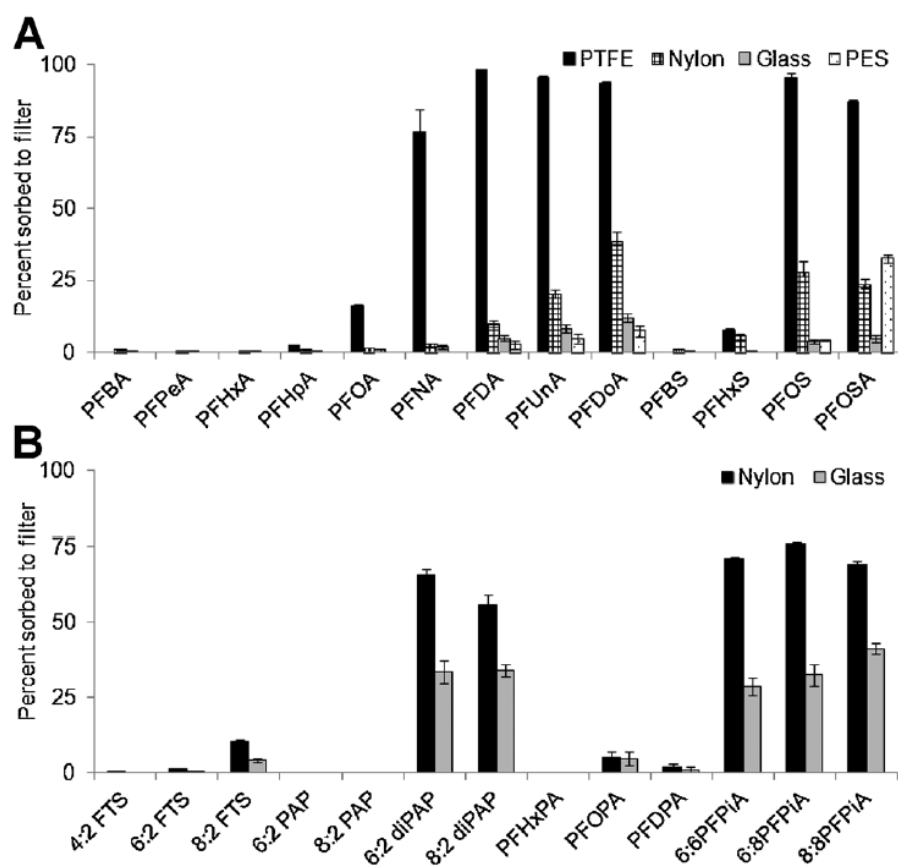 A
PTFE Nylon Glass PES
Percent sorbed to filter
100
75
50
25
0
PFBA PFPeA PFHxA PFHpA PFOA PFNA PFDA PFUnA PFDoA PFBS PFHxS PFOS PFOSA
B
Nylon Glass
Percent sorbed to filter
100
75
50
25
0
4:2 FTS 6:2 FTS 8:2 FTS 6:2 PAP 8:2 PAP 6:2 diPAP 8:2 diPAP PFHxPA PFOPA PFDPA 6:6PFPiA 6:8PFPiA 8:8PFPiA